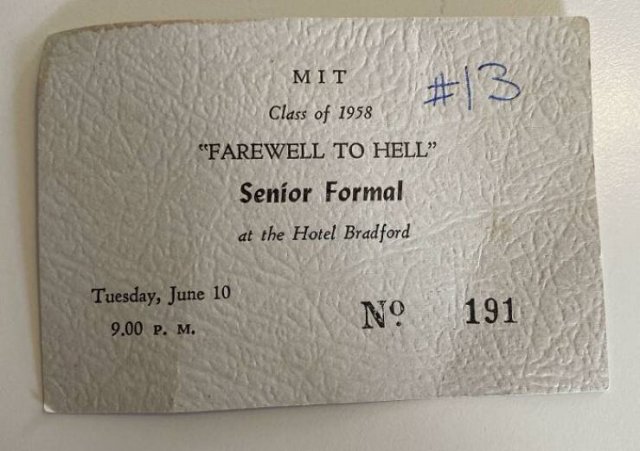 MIT
#13
Class of 1958
"FAREWELL TO HELL"
Senior Formal
at the Hotel Bradford
Tuesday, June 10
9.00 P. M.
Nº. 191